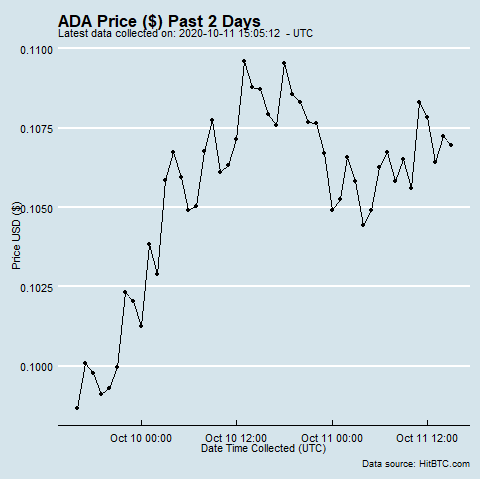 ADA Price ($) Past 2 Days
Latest data collected on: 2020-10-11 15:05:12 - UTC
0.1100
0.1075
0.1050
0.1025
0.1000
Price USD ($)
Oct 10 00:00 Oct 10 12:00 Oct 11 00:00 Oct 11 12:00
Date Time Collected (UTC)
Data source: HitBTC.com